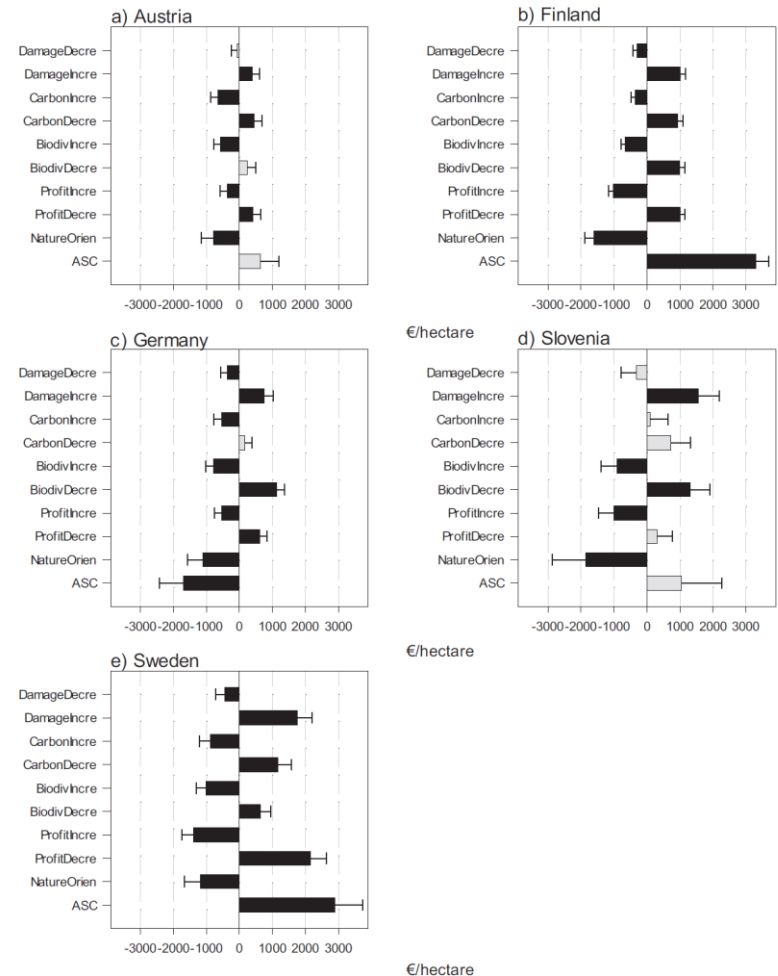 a) Austria
DamageDecre
DamageIncre
CarbonIncre
CarbonDecre
BiodivIncre
BiodivDecre
ProfitIncre
ProfitDecre
NatureOrien
ASC
-3000 -2000 -1000 0 1000 2000 3000
€/hectare
b) Finland
DamageDecre
DamageIncre
CarbonIncre
CarbonDecre
BiodivIncre
BiodivDecre
ProfitIncre
ProfitDecre
NatureOrien
ASC
-3000 -2000 -1000 0 1000 2000 3000
c) Germany
DamageDecre
DamageIncre
CarbonIncre
CarbonDecre
BiodivIncre
BiodivDecre
ProfitIncre
ProfitDecre
NatureOrien
ASC
-3000 -2000 -1000 0 1000 2000 3000
€/hectare
d) Slovenia
DamageDecre
DamageIncre
CarbonIncre
CarbonDecre
BiodivIncre
BiodivDecre
ProfitIncre
ProfitDecre
NatureOrien
ASC
-3000 -2000 -1000 0 1000 2000 3000
e) Sweden
DamageDecre
DamageIncre
CarbonIncre
CarbonDecre
BiodivIncre
BiodivDecre
ProfitIncre
ProfitDecre
NatureOrien
ASC
-3000 -2000 -1000 0 1000 2000 3000
€/hectare